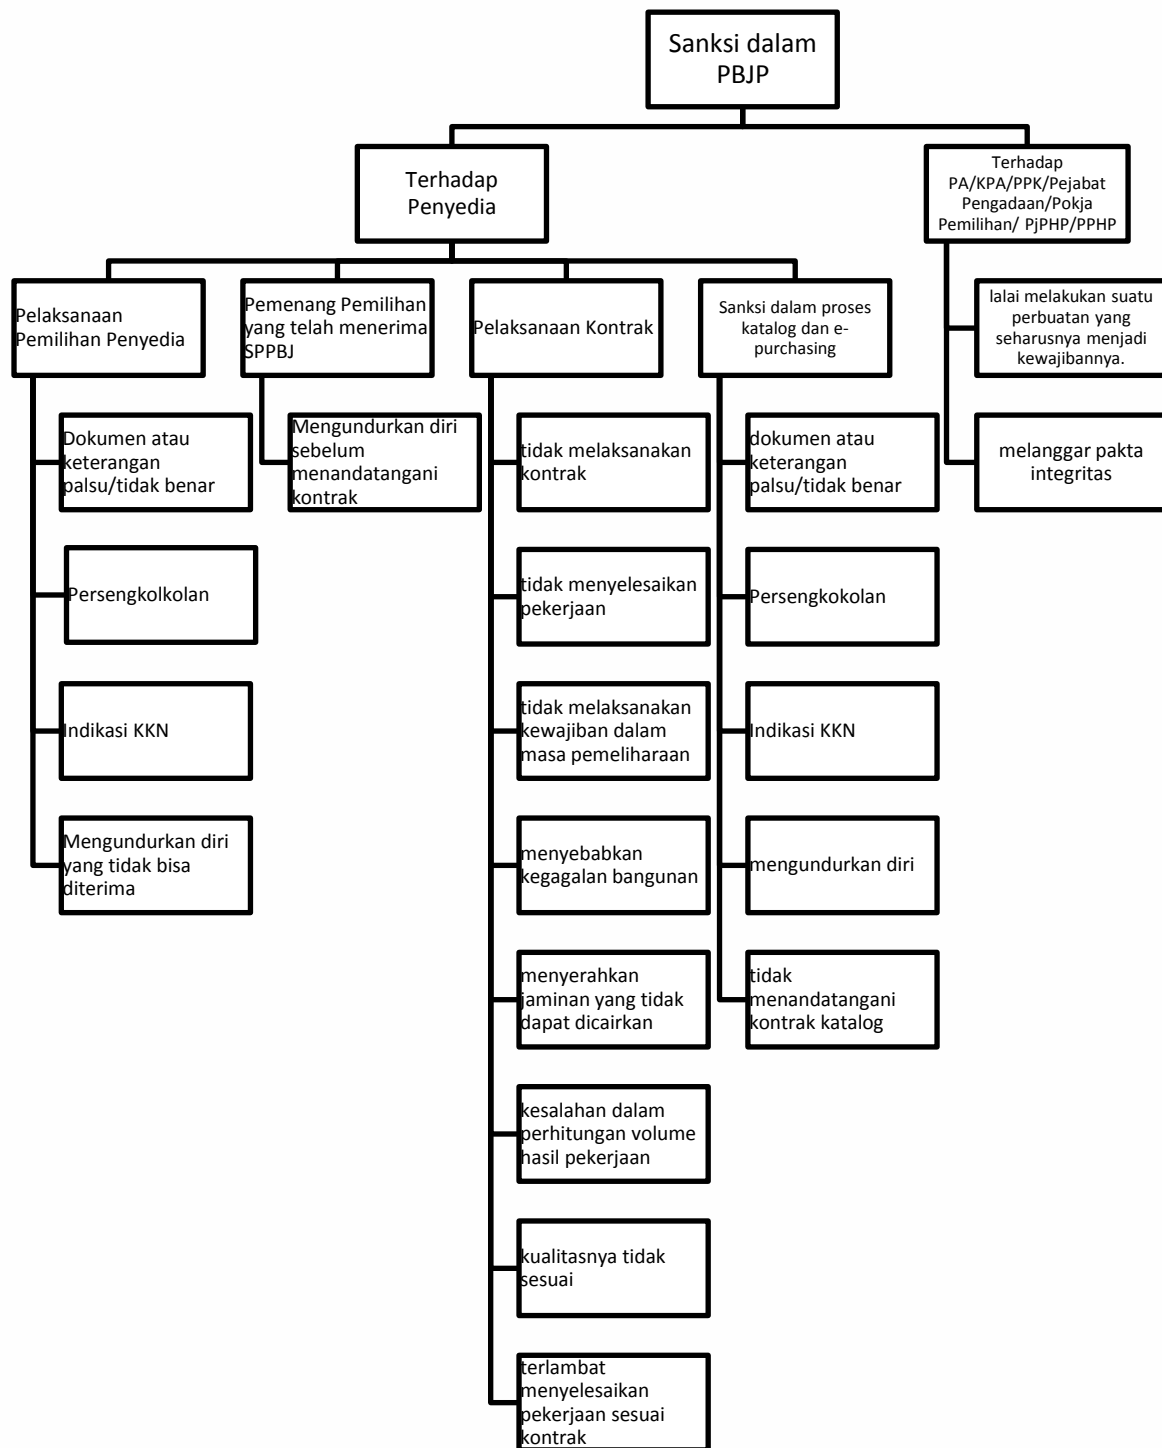 Sanksi dalam
PBJP
Terhadap
Penyedia
Terhadap
PA/KPA/PPK/Pejabat
Pengadaan/Pokja
Pemilihan/ PjPHP/PPHP
Pelaksanaan
Pemilihan Penyedia
Pemenang Pemilihan
yang telah menerima
SPPBJ
Pelaksanaan Kontrak
Sanksi dalam proses
katalog dan e-
purchasing
lalai melakukan suatu
perbuatan yang
seharusnya menjadi
kewajibannya.
Dokumen atau
keterangan
palsu/tidak benar
Mengundurkan diri
sebelum
menandatangani
kontrak
tidak melaksanakan
kontrak
dokumen atau
keterangan
palsu/tidak benar
melanggar pakta
integritas
Persengkolkolan
tidak menyelesaikan
pekerjaan
Persengkokolan
Indikasi KKN
tidak melaksanakan
kewajiban dalam
masa pemeliharaan
Indikasi KKN
Mengundurkan diri
yang tidak bisa
diterima
menyebabkan
kegagalan bangunan
mengundurkan diri
menyerahkan
jaminan yang tidak
dapat dicairkan
tidak
menandatangani
kontrak katalog
kesalahan dalam
perhitungan volume
hasil pekerjaan
kualitasnya tidak
sesuai
terlambat
menyelesaikan
pekerjaan sesuai
kontrak